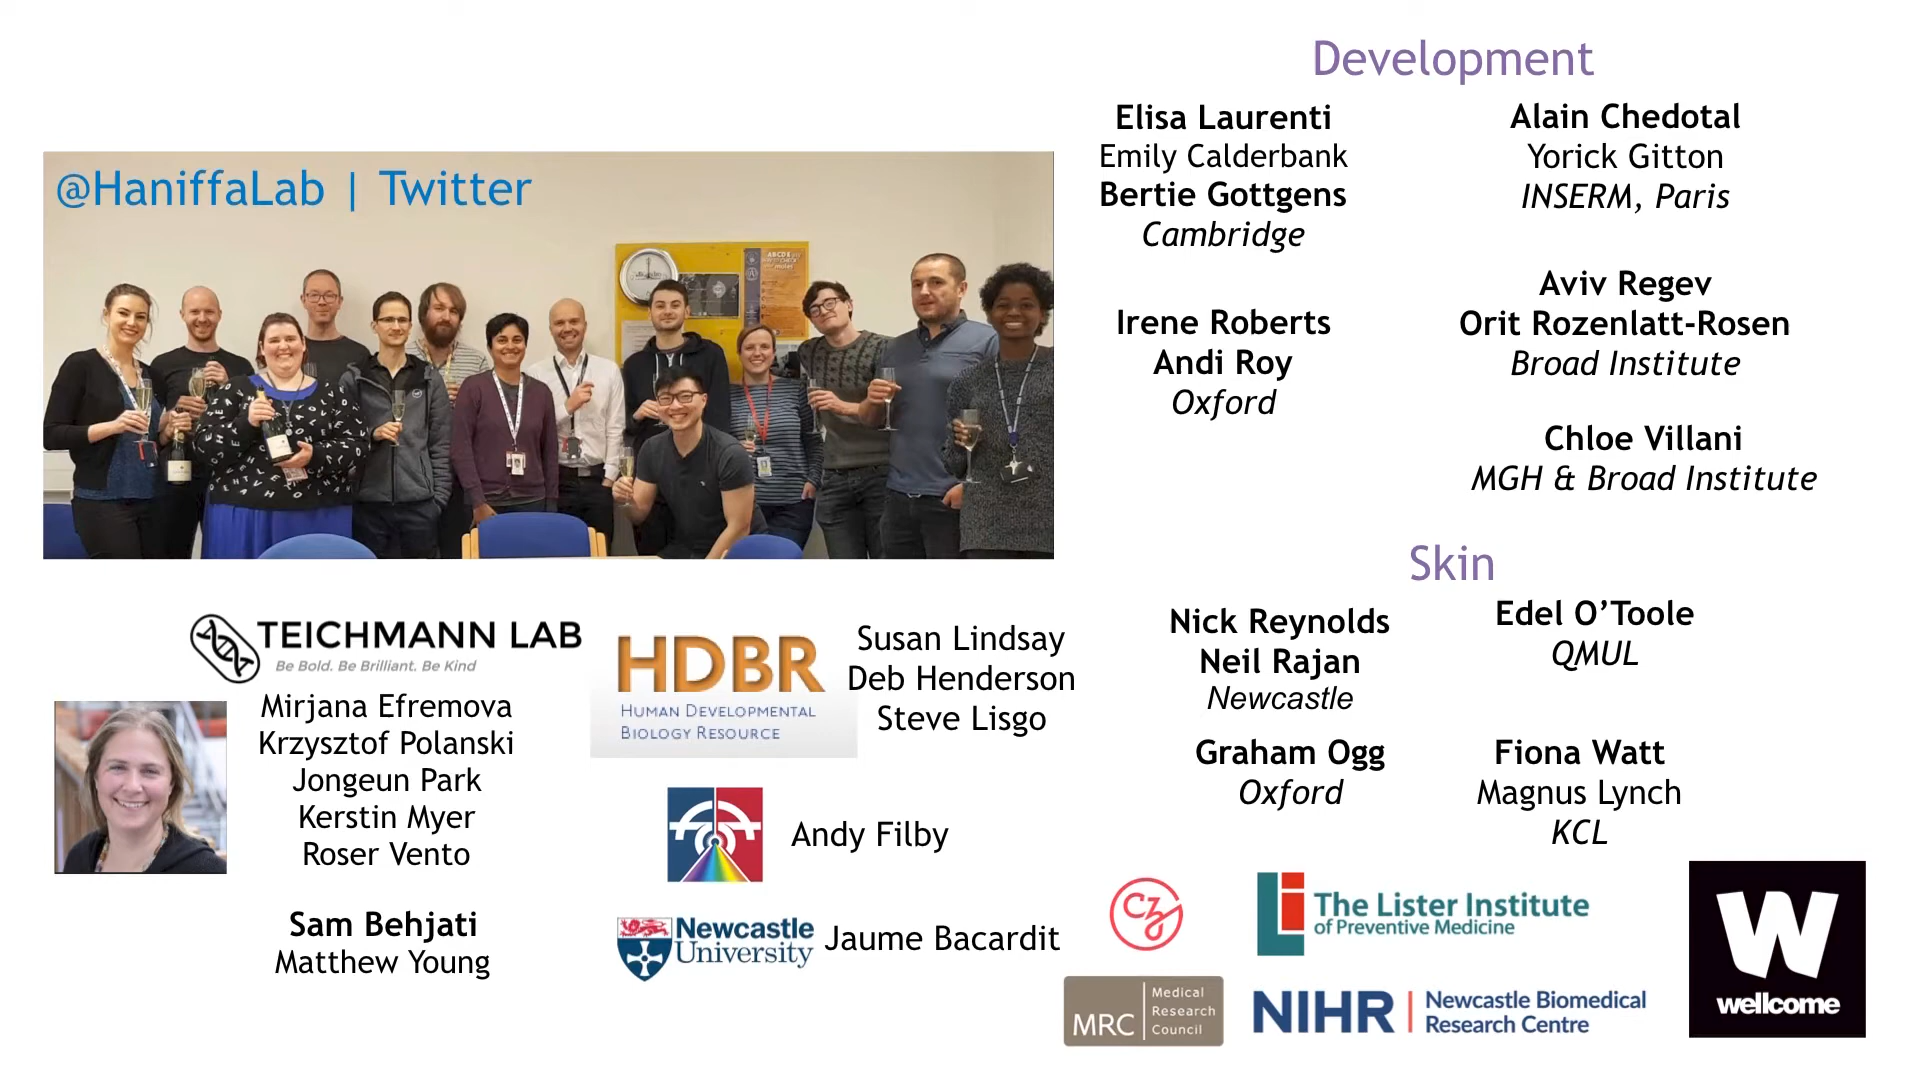 @HaniffaLab | Twitter
Development
Elisa Laurenti
Emily Calderbank
Bertie Gottgens
Cambridge
Alain Chedotal
Yorick Gitton
INSERM, Paris
Irene Roberts
Andi Roy
Oxford
Aviv Regev
Orit Rozenlatt-Rosen
Broad Institute
Chloe Villani
MGH & Broad Institute
Skin
Nick Reynolds
Neil Rajan
Newcastle
Edel O’Toole
QMUL
Graham Ogg
Oxford
Fiona Watt
Magnus Lynch
KCL
TEICHMANN LAB
Be Bold. Be Brilliant. Be Kind
Mirjana Efremova
Krzysztof Polanski
Jongeun Park
Kerstin Myer
Roser Vento
Sam Behjati
Matthew Young
HDBR
HUMAN DEVELOPMENTAL
BIOLOGY RESOURCE
Susan Lindsay
Deb Henderson
Steve Lisgo
Andy Filby
Newcastle
University
Jaume Bacardit
CZI
The Lister Institute
of Preventive Medicine
MRC
Medical
Research
Council
NIHR
Newcastle Biomedical
Research Centre
W
wellcome